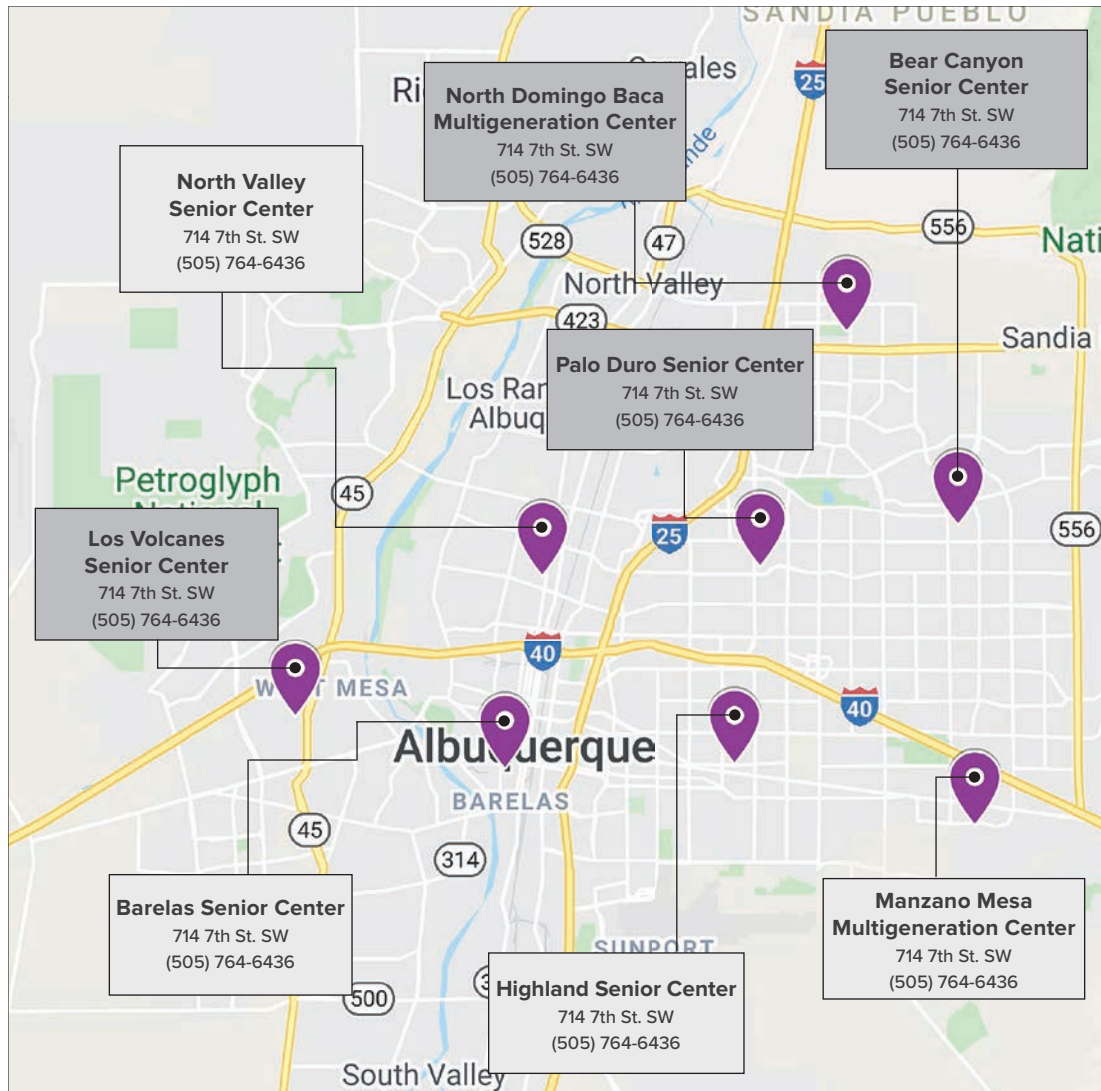 SANDIA PUEBLO
25
Bear Canyon
Senior Center
714 7th St. SW
(505) 764-6436
North Domingo Baca
Multigeneration Center
714 7th St. SW
(505) 764-6436
North Valley
Senior Center
714 7th St. SW
(505) 764-6436
528
47
556
Nati
North Valley
423
Sandia
Palo Duro Senior Center
714 7th St. SW
(505) 764-6436
Los Ran
Albuq
Petroglyph
45
25
556
Los Volcanes
Senior Center
714 7th St. SW
(505) 764-6436
40
WEST MESA
40
Albuquerque
BARELAS
45
314
Barelas Senior Center
714 7th St. SW
(505) 764-6436
Manzano Mesa
Multigeneration Center
714 7th St. SW
(505) 764-6436
SUNPORT
Highland Senior Center
714 7th St. SW
(505) 764-6436
500
South Valley